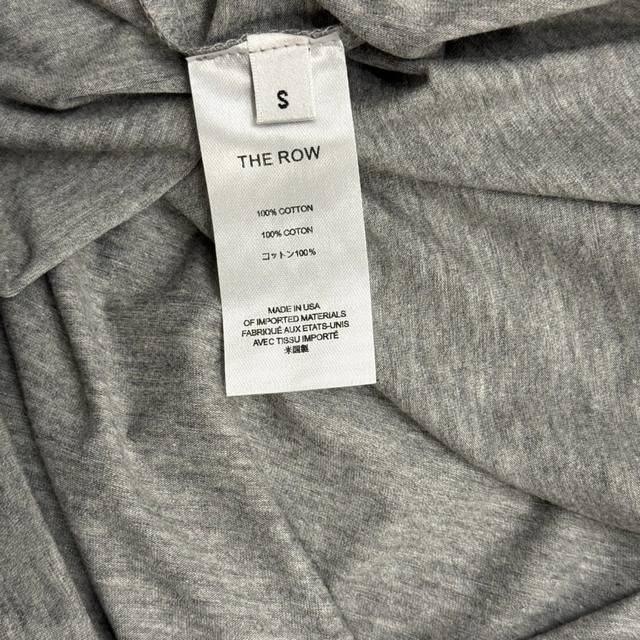 S
THE ROW
100% COTTON
100% COTON
コットン100%
MADE IN USA
OF IMPORTED MATERIALS
FABRIQUÉ AUX ETATS-UNIS
AVEC TISSU IMPORTÉ
米国製